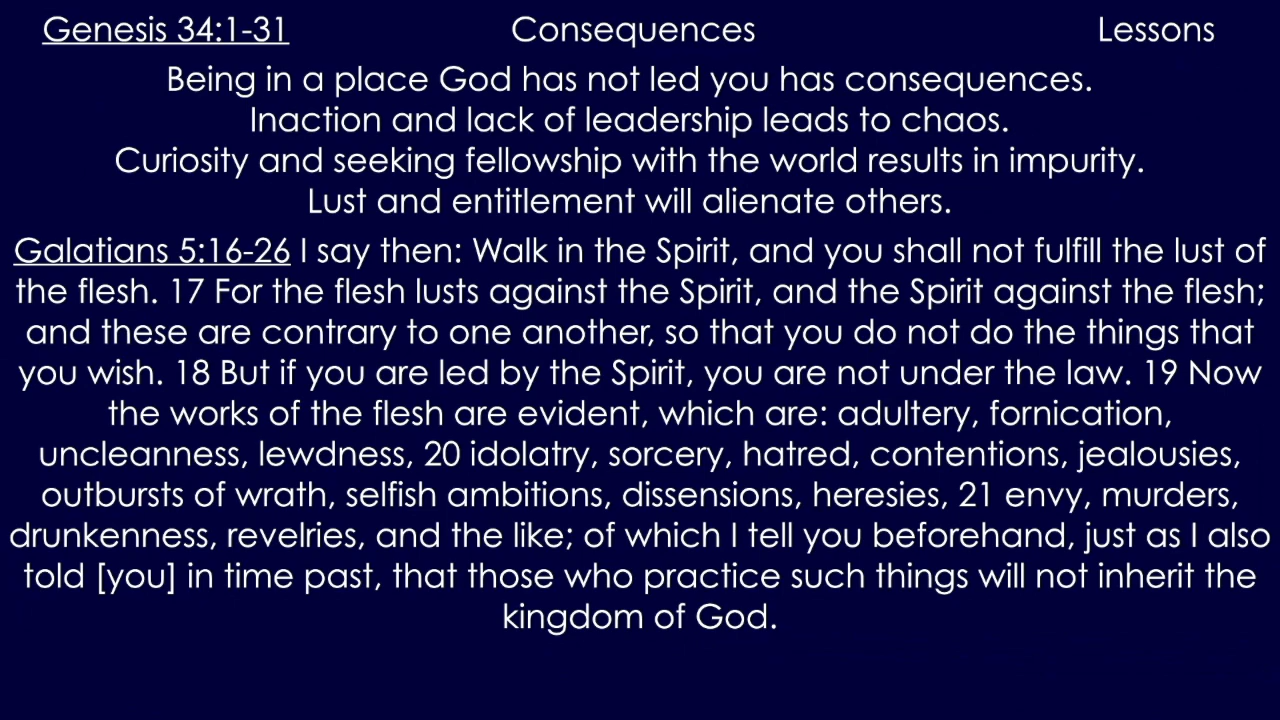 Genesis 34:1-31 Consequences Lessons
Being in a place God has not led you has consequences.
Inaction and lack of leadership leads to chaos.
Curiosity and seeking fellowship with the world results in impurity.
Lust and entitlement will alienate others.
Galatians 5:16-26 I say then: Walk in the Spirit, and you shall not fulfill the lust of
the flesh. 17 For the flesh lusts against the Spirit, and the Spirit against the flesh;
and these are contrary to one another, so that you do not do the things that
you wish. 18 But if you are led by the Spirit, you are not under the law. 19 Now
the works of the flesh are evident, which are: adultery, fornication,
uncleanness, lewdness, 20 idolatry, sorcery, hatred, contentions, jealousies,
outbursts of wrath, selfish ambitions, dissensions, heresies, 21 envy, murders,
drunkenness, revelries, and the like; of which I tell you beforehand, just as I also
told [you] in time past, that those who practice such things will not inherit the
kingdom of God.